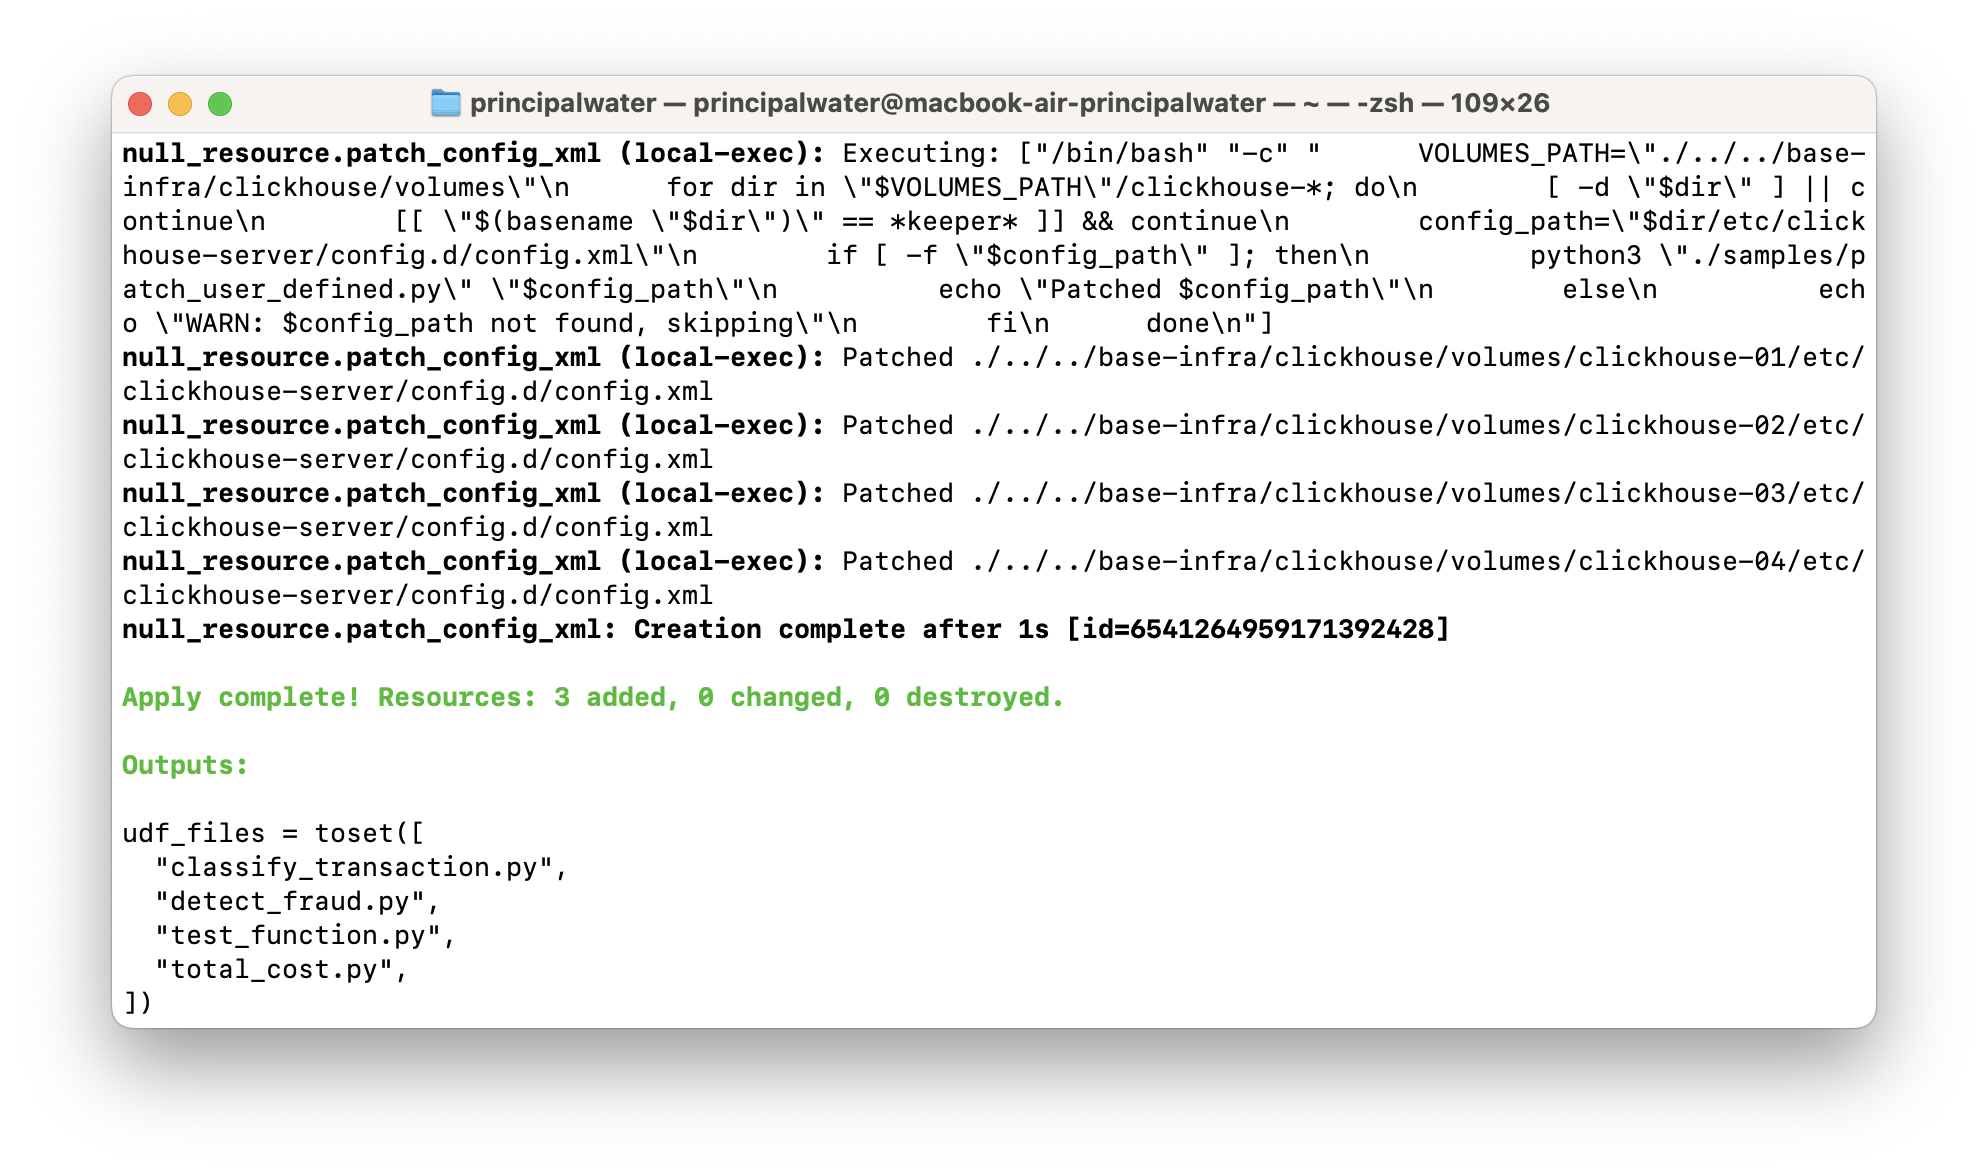 principalwater — principalwater@macbook-air-principalwater — ~ — -zsh — 109×26
null_resource.patch_config_xml (local-exec): Executing: ["/bin/bash" "-c" "      VOLUMES_PATH=\"./../../base-
infra/clickhouse/volumes\"\n      for dir in \"$VOLUMES_PATH\"/clickhouse-*; do\n        [ -d \"$dir\" ] || c
ontinue\n        [[ \"$(basename \"$dir\")\" == *keeper* ]] && continue\n        config_path=\"$dir/etc/click
house-server/config.d/config.xml\"\n        if [ -f \"$config_path\" ]; then\n          python3 \"./samples/p
atch_user_defined.py\" \"$config_path\"\n          echo \"Patched $config_path\"\n        else\n          ech
o \"WARN: $config_path not found, skipping\"\n        fi\n      done\n"]
null_resource.patch_config_xml (local-exec): Patched ./../../base-infra/clickhouse/volumes/clickhouse-01/etc/
clickhouse-server/config.d/config.xml
null_resource.patch_config_xml (local-exec): Patched ./../../base-infra/clickhouse/volumes/clickhouse-02/etc/
clickhouse-server/config.d/config.xml
null_resource.patch_config_xml (local-exec): Patched ./../../base-infra/clickhouse/volumes/clickhouse-03/etc/
clickhouse-server/config.d/config.xml
null_resource.patch_config_xml (local-exec): Patched ./../../base-infra/clickhouse/volumes/clickhouse-04/etc/
clickhouse-server/config.d/config.xml
null_resource.patch_config_xml: Creation complete after 1s [id=6541264959171392428]
Apply complete! Resources: 3 added, 0 changed, 0 destroyed.
Outputs:
udf_files = toset([
  "classify_transaction.py",
  "detect_fraud.py",
  "test_function.py",
  "total_cost.py",
])